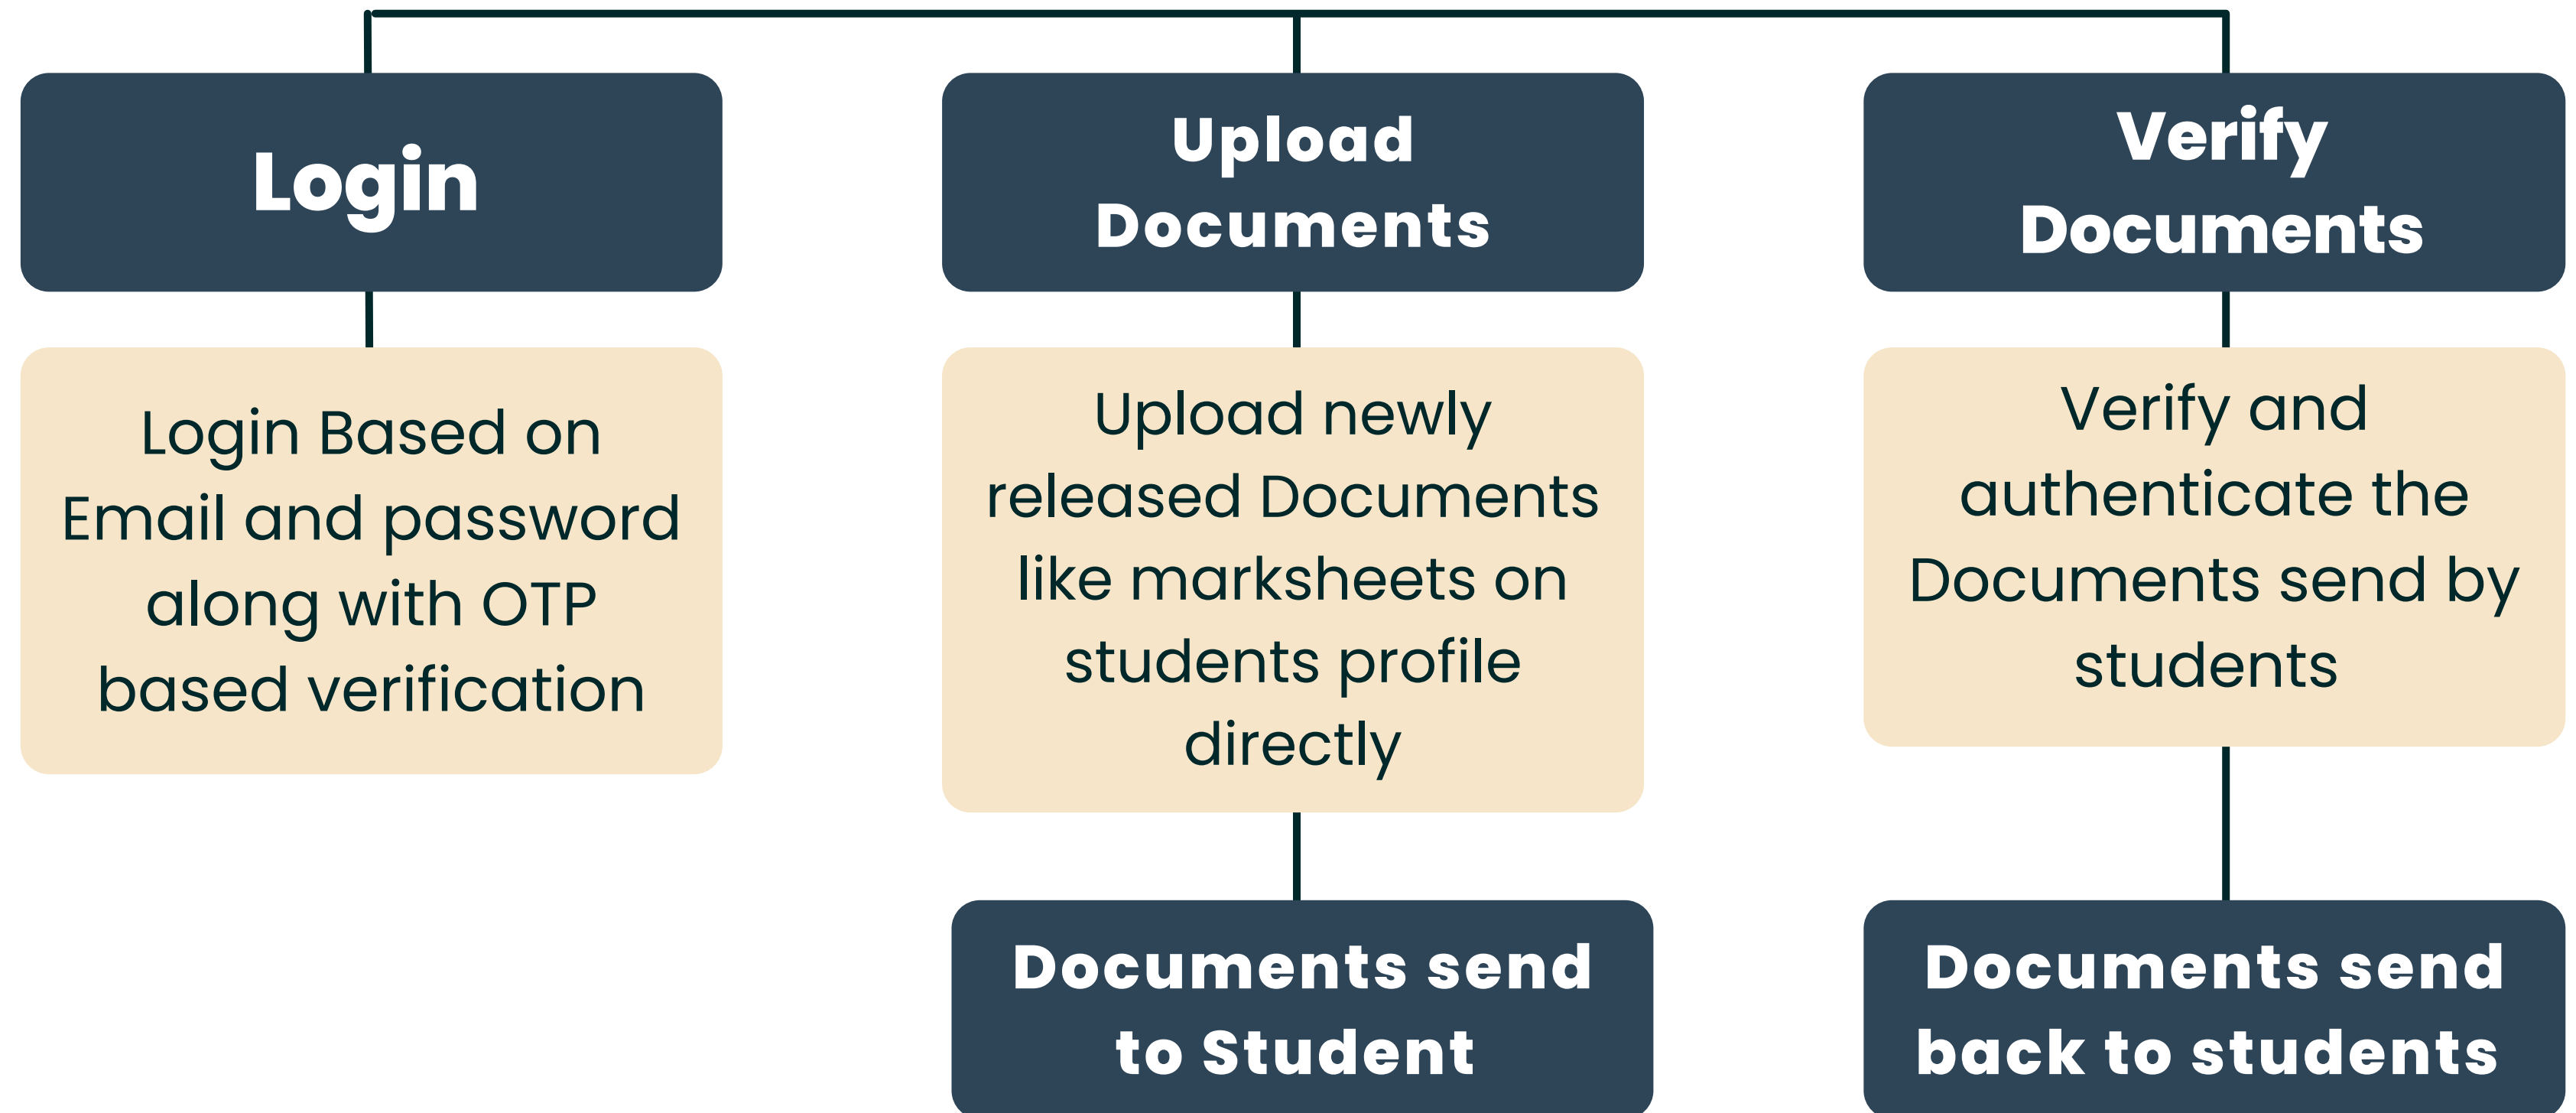 Login
Upload
Documents
Verify
Documents
Login Based on
Email and password
along with OTP
based verification
Upload newly
released Documents
like marksheets on
students profile
directly
Verify and
authenticate the
Documents send by
students
Documents send
to Student
Documents send
back to students